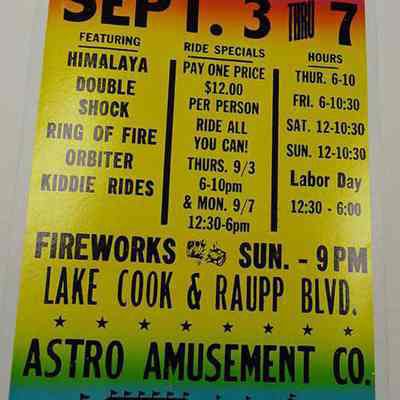 SEPT. 3 THRU 7
FEATURING
HIMALAYA
DOUBLE
SHOCK
RING OF FIRE
ORBITER
KIDDIE RIDES
RIDE SPECIALS
PAY ONE PRICE
$12.00
PER PERSON
RIDE ALL
YOU CAN!
THURS. 9/3
6-10pm
& MON. 9/7
12:30-6pm
HOURS
THUR. 6-10
FRI. 6-10:30
SAT. 12-10:30
SUN. 12-10:30
Labor Day
12:30 - 6:00
FIREWORKS SUN. - 9 PM
LAKE COOK & RAUPP BLVD.
ASTRO AMUSEMENT CO.